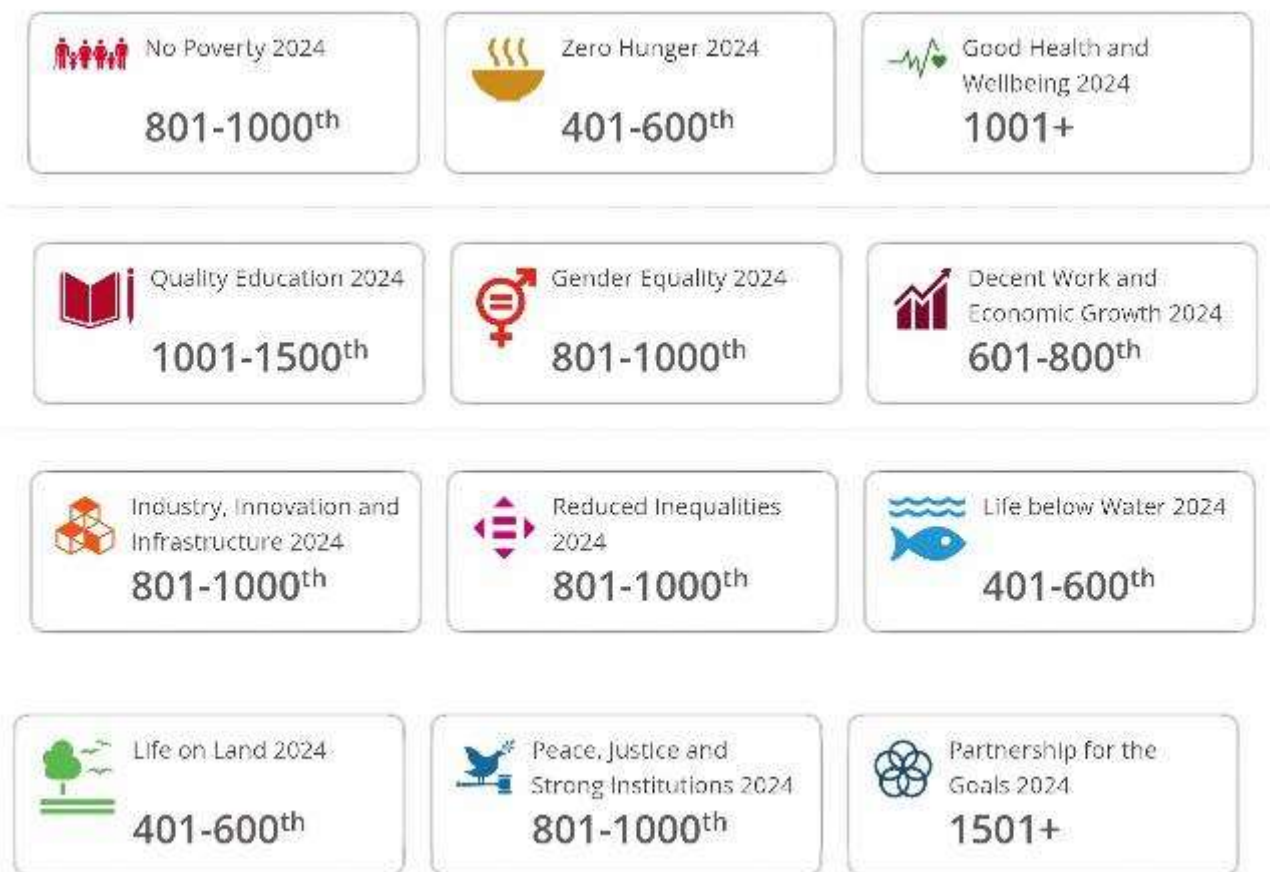 No Poverty 2024
801-1000th
Zero Hunger 2024
401-600th
Good Health and
Wellbeing 2024
1001+
Quality Education 2024
1001-1500th
Gender Equality 2024
801-1000th
Decent Work and
Economic Growth 2024
601-800th
Industry, Innovation and
Infrastructure 2024
801-1000th
Reduced Inequalities
2024
801-1000th
Life below Water 2024
401-600th
Life on Land 2024
401-600th
Peace, Justice and
Strong Institutions 2024
801-1000th
Partnership for the
Goals 2024
1501+